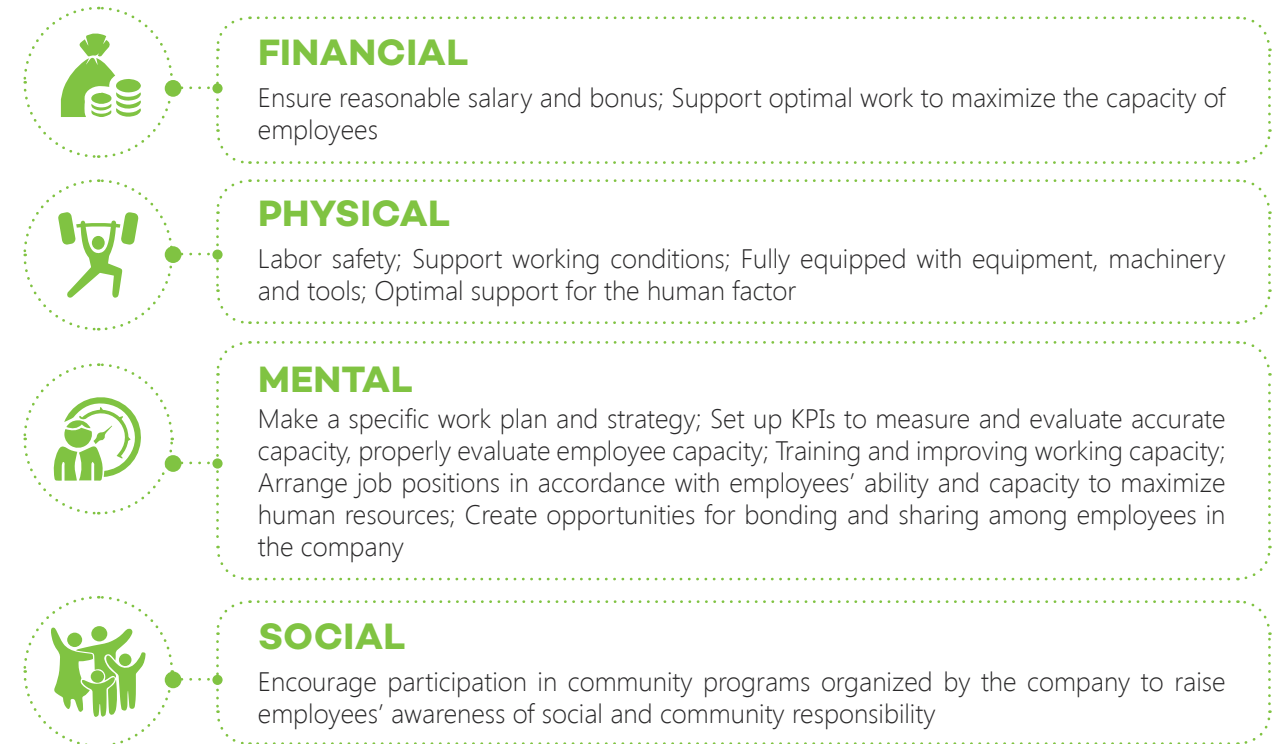 FINANCIAL
Ensure reasonable salary and bonus; Support optimal work to maximize the capacity of
employees
PHYSICAL
Labor safety; Support working conditions; Fully equipped with equipment, machinery
and tools; Optimal support for the human factor
MENTAL
Make a specific work plan and strategy; Set up KPIs to measure and evaluate accurate
capacity, properly evaluate employee capacity; Training and improving working capacity;
Arrange job positions in accordance with employees’ ability and capacity to maximize
human resources; Create opportunities for bonding and sharing among employees in
the company
SOCIAL
Encourage participation in community programs organized by the company to raise
employees’ awareness of social and community responsibility